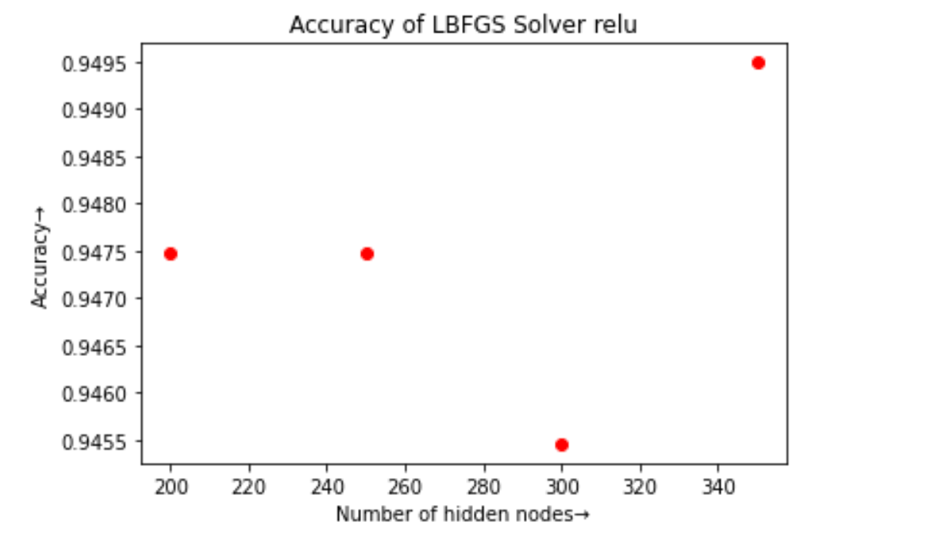 Accuracy of LBFGS Solver relu
0.9495
0.9490
0.9485
0.9480
0.9475
0.9470
0.9465
0.9460
0.9455
Accuracy→
200 220 240 260 280 300 320 340
Number of hidden nodes→